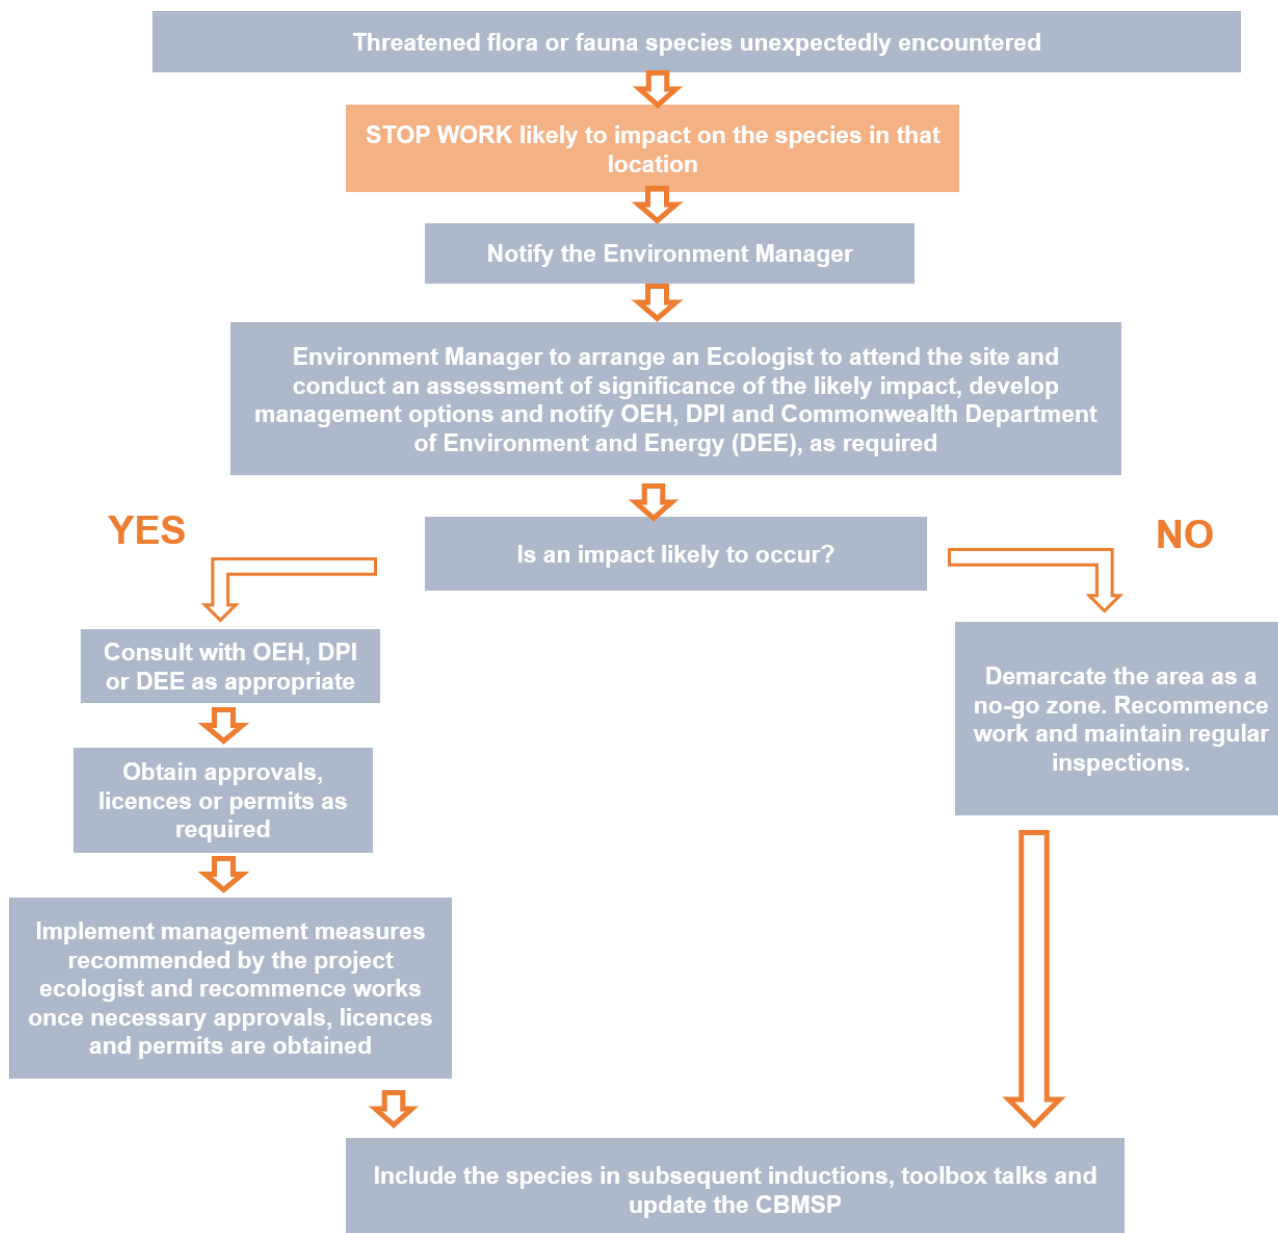 Threatened flora or fauna species unexpectedly encountered
STOP WORK likely to impact on the species in that
location
Notify the Environment Manager
Environment Manager to arrange an Ecologist to attend the site and
conduct an assessment of significance of the likely impact, develop
management options and notify OEH, DPI and Commonwealth Department
of Environment and Energy (DEE), as required
Is an impact likely to occur?
YES
Consult with OEH, DPI
or DEE as appropriate
Obtain approvals,
licences or permits as
required
Implement management measures
recommended by the project
ecologist and recommence works
once necessary approvals, licences
and permits are obtained
NO
Demarcate the area as a
no-go zone. Recommence
work and maintain regular
inspections.
Include the species in subsequent inductions, toolbox talks and
update the CBMSP